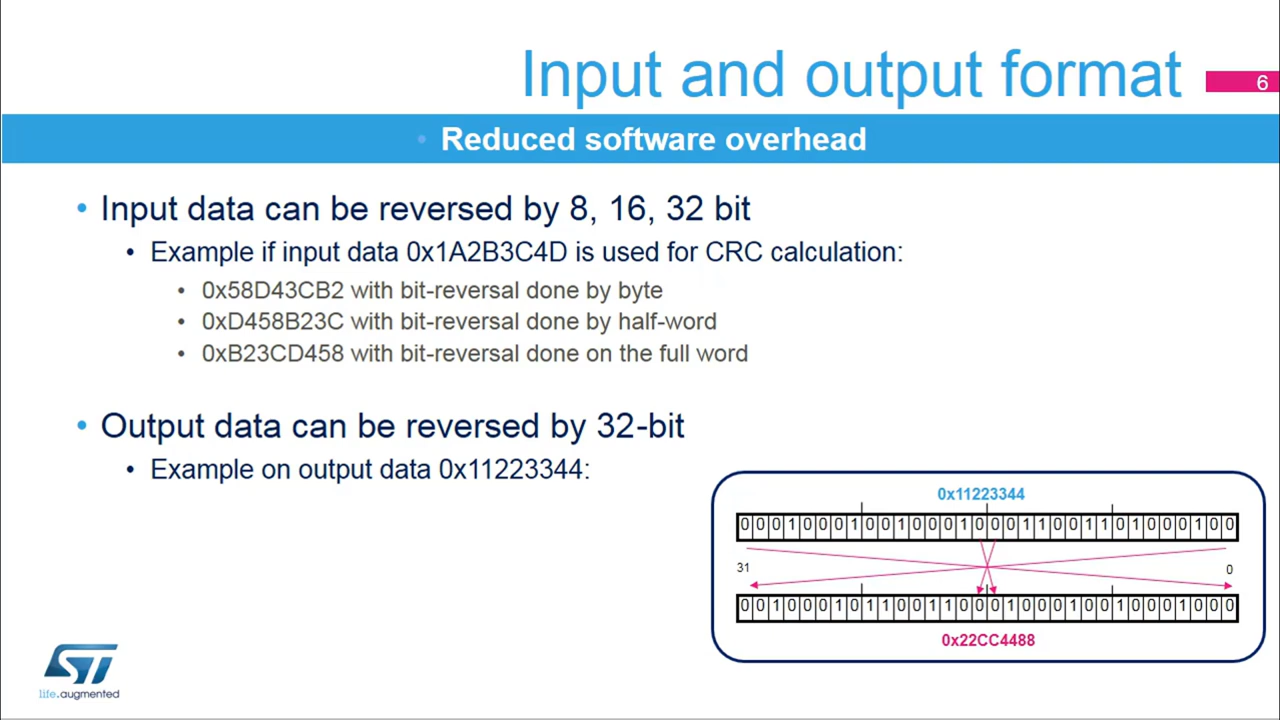 Input and output format
6
• Reduced software overhead
• Input data can be reversed by 8, 16, 32 bit
• Example if input data 0x1A2B3C4D is used for CRC calculation:
• 0x58D43CB2 with bit-reversal done by byte
• 0xD458B23C with bit-reversal done by half-word
• 0xB23CD458 with bit-reversal done on the full word
• Output data can be reversed by 32-bit
• Example on output data 0x11223344:
0x11223344
0 0 0 1 0 0 0 1 0 0 1 0 0 0 1 0 0 0 1 1 0 0 1 1 0 1 0 0 0 1 0 0
31 0
0 0 1 0 0 0 1 0 1 1 0 0 1 1 0 0 0 1 0 0 0 1 0 0 1 0 0 0 1 0 0 0
0x22CC4488
ST
life.augmented